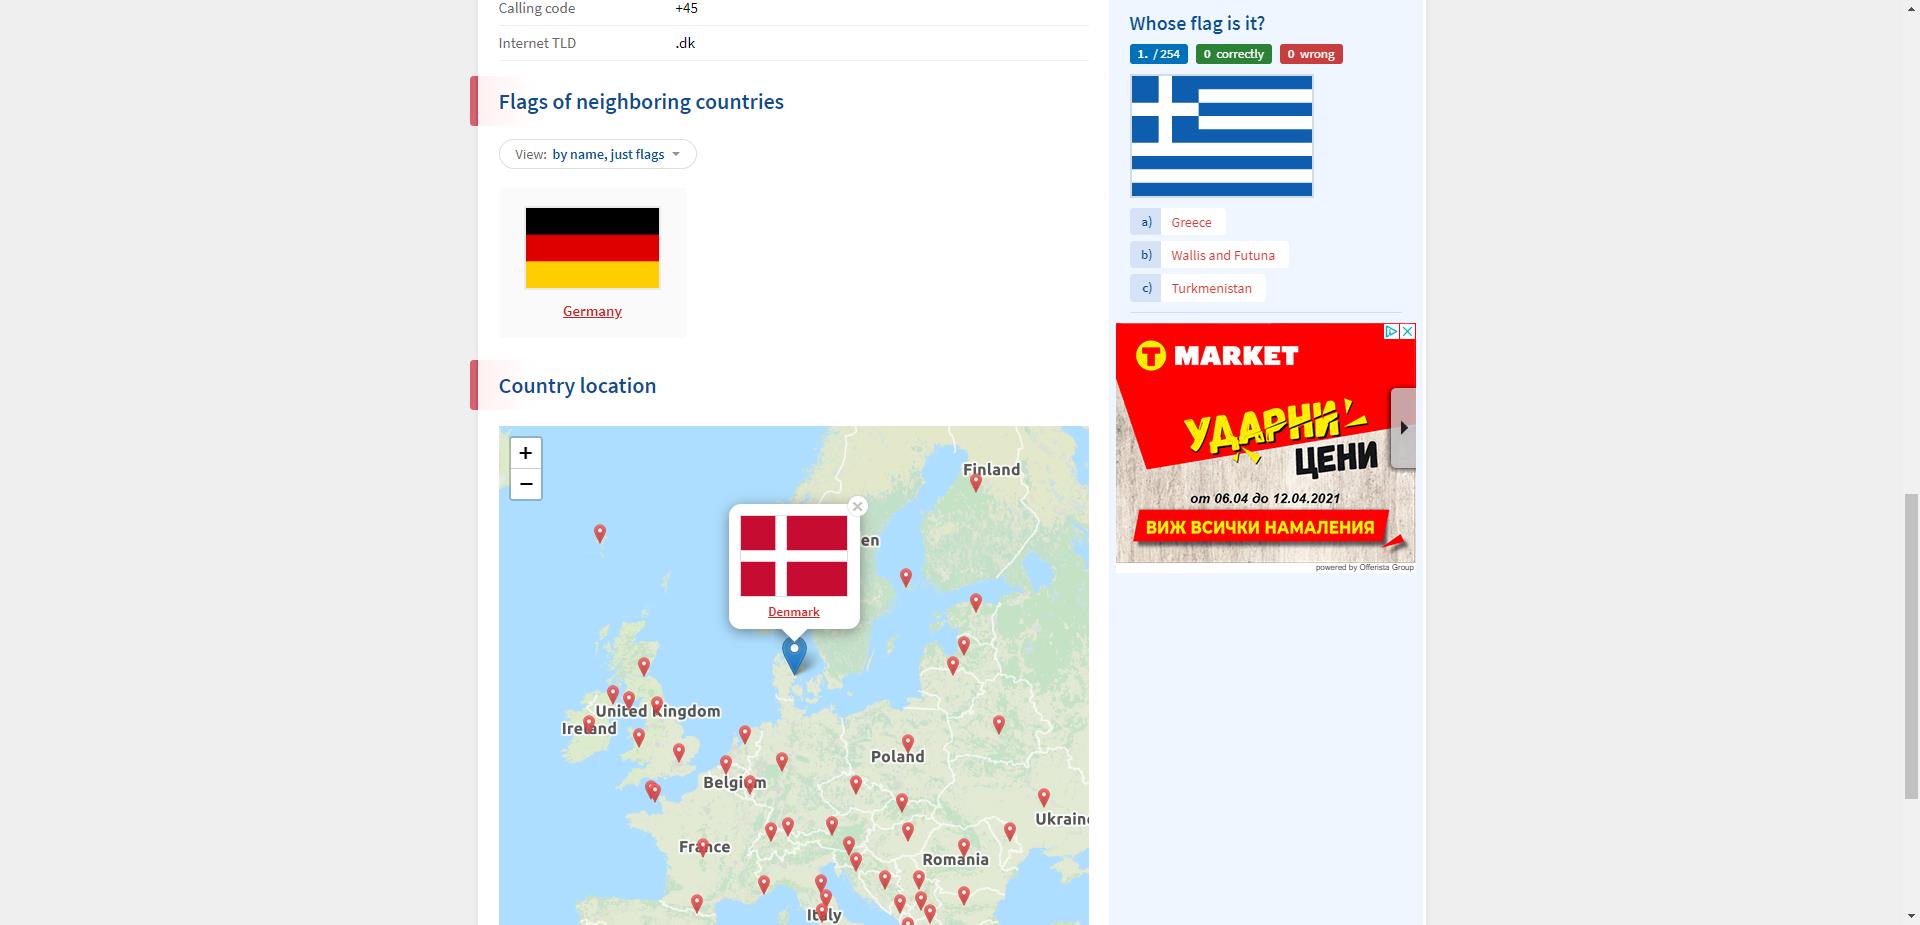 Calling code +45
Internet TLD .dk
Flags of neighboring countries
View: by name, just flags
Germany
Country location
+
−
Finland
en
Denmark
United Kingdom
Ireland
Poland
Belgium
Ukraine
France
Romania
Italy
Whose flag is it?
1. / 254 0 correctly 0 wrong
a) Greece
b) Wallis and Futuna
c) Turkmenistan
T MARKET
УДАРНИ
ЦЕНИ
от 06.04 до 12.04.2021
ВИЖ ВСИЧКИ НАМАЛЕНИЯ
powered by Offerista Group